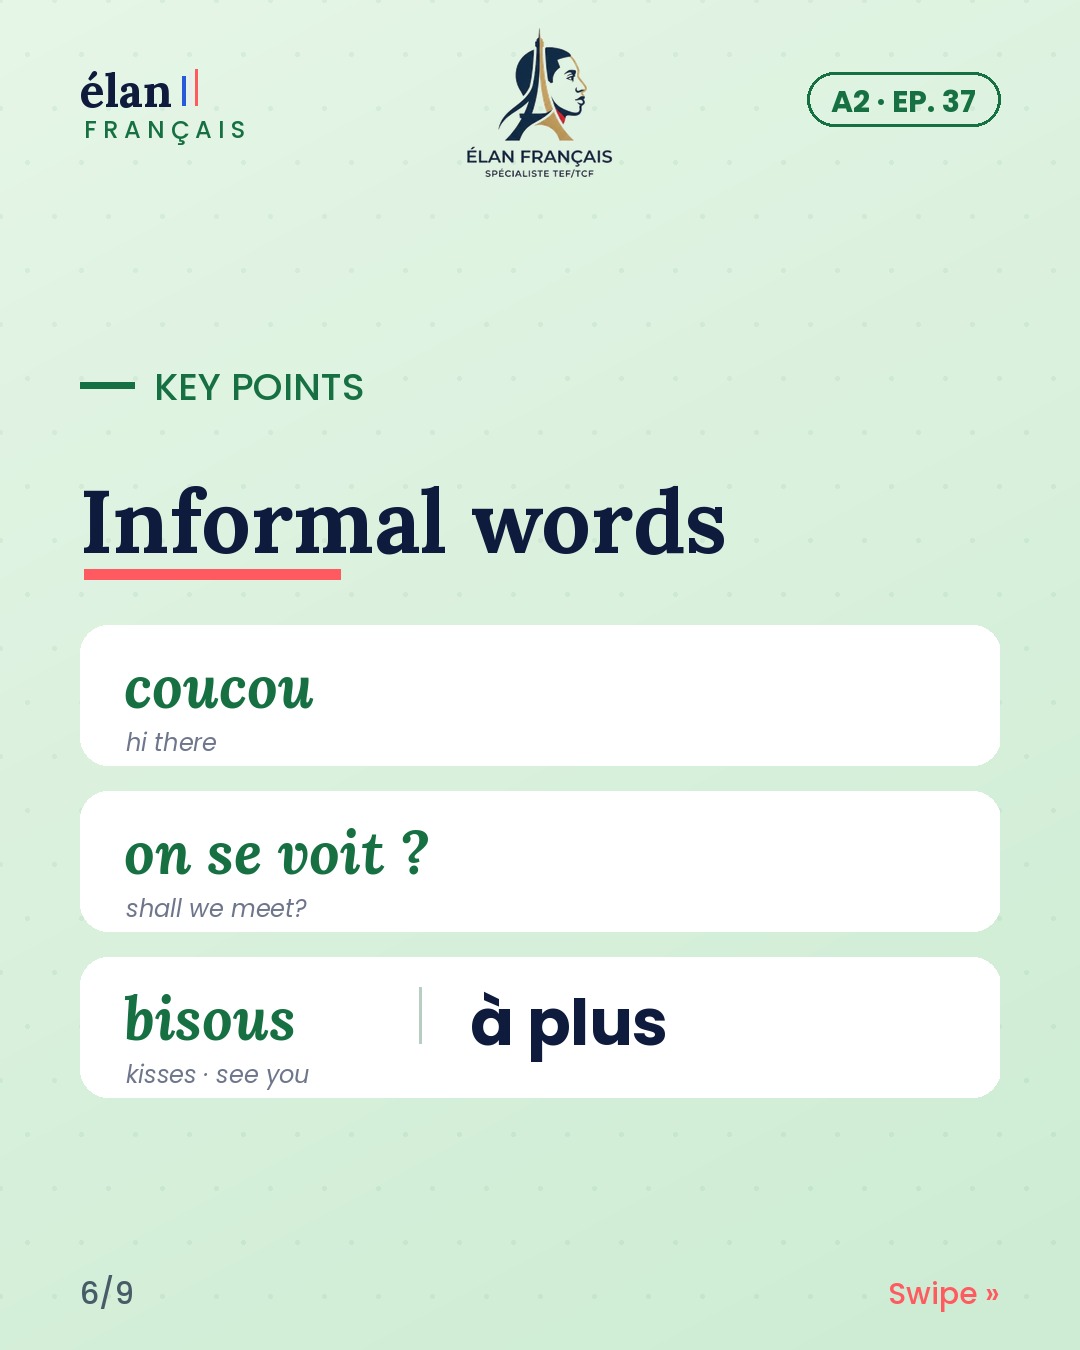 élan
FRANÇAIS
ÉLAN FRANÇAIS
SPÉCIALISTE TEF/TCF
A2 · EP. 37
KEY POINTS
Informal words
coucou
hi there
on se voit ?
shall we meet?
bisous
à plus
kisses · see you
6/9
Swipe »